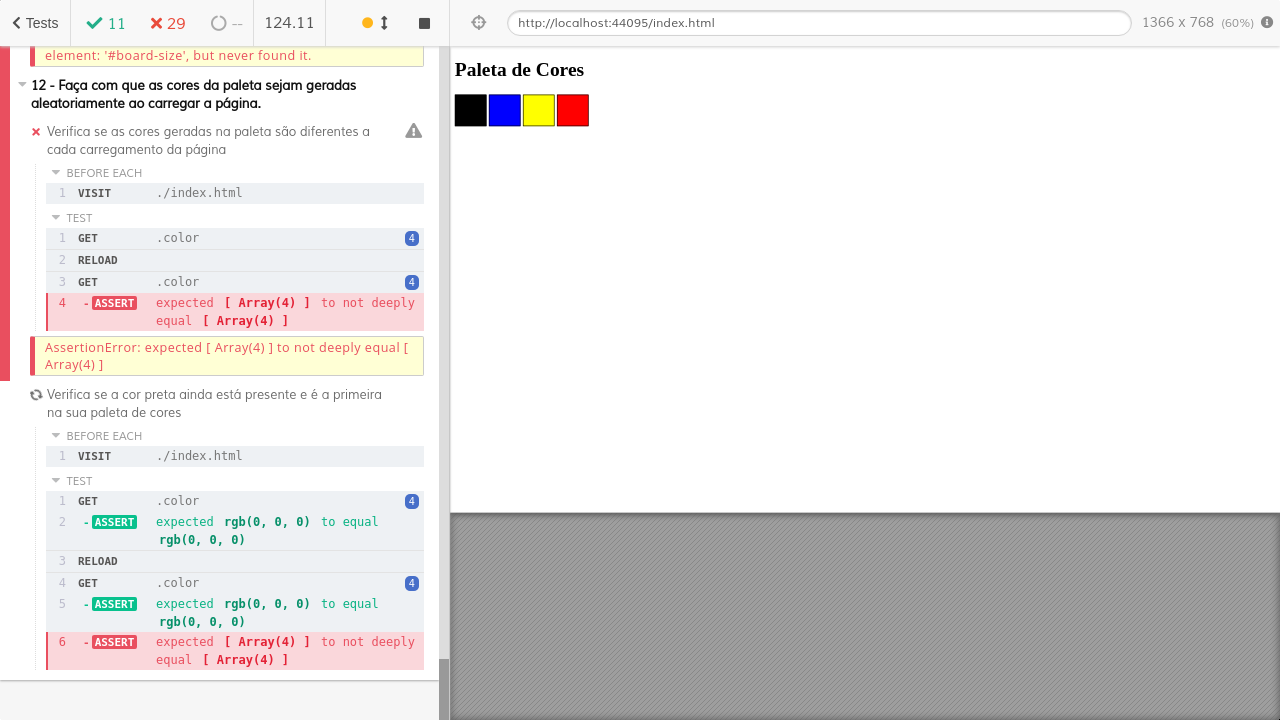 Tests
11
29
--
124.11
http://localhost:44095/index.html
1366 x 768 (60%)
element: '#board-size', but never found it.
12 - Faça com que as cores da paleta sejam geradas
aleatoriamente ao carregar a página.
Verifica se as cores geradas na paleta são diferentes a
cada carregamento da página
BEFORE EACH
1 VISIT ./index.html
TEST
1 GET .color 4
2 RELOAD
3 GET .color 4
4 -ASSERT expected [ Array(4) ] to not deeply
equal [ Array(4) ]
AssertionError: expected [ Array(4) ] to not deeply equal [
Array(4) ]
Verifica se a cor preta ainda está presente e é a primeira
na sua paleta de cores
BEFORE EACH
1 VISIT ./index.html
TEST
1 GET .color 4
2 -ASSERT expected rgb(0, 0, 0) to equal
rgb(0, 0, 0)
3 RELOAD
4 GET .color 4
5 -ASSERT expected rgb(0, 0, 0) to equal
rgb(0, 0, 0)
6 -ASSERT expected [ Array(4) ] to not deeply
equal [ Array(4) ]
Paleta de Cores